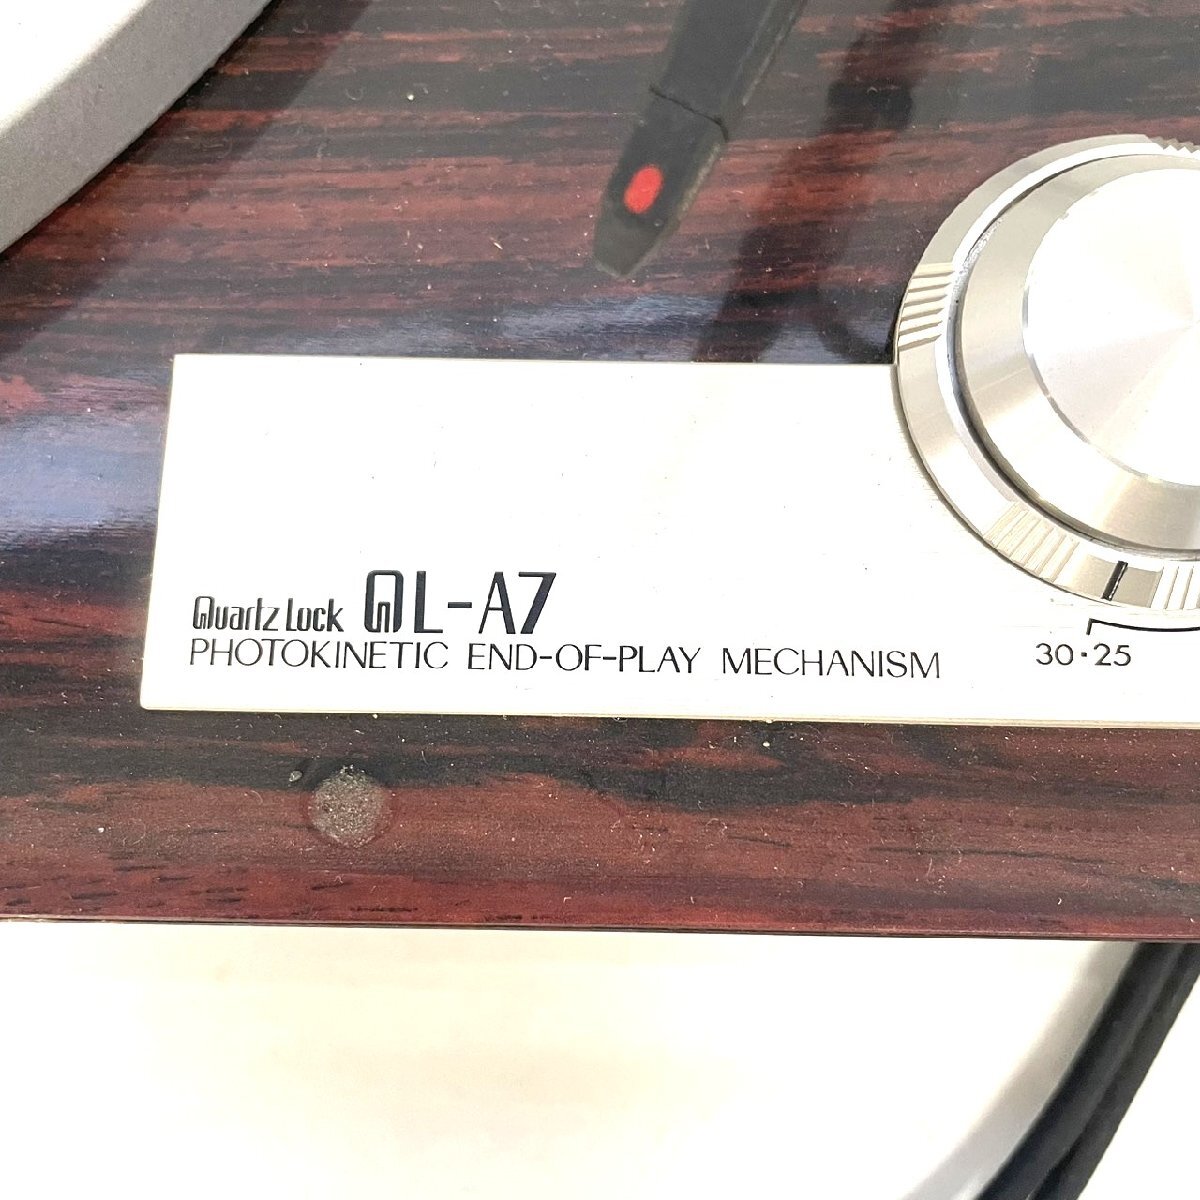 Quartz Lock QL-A7
PHOTOKINETIC END-OF-PLAY MECHANISM
30·25